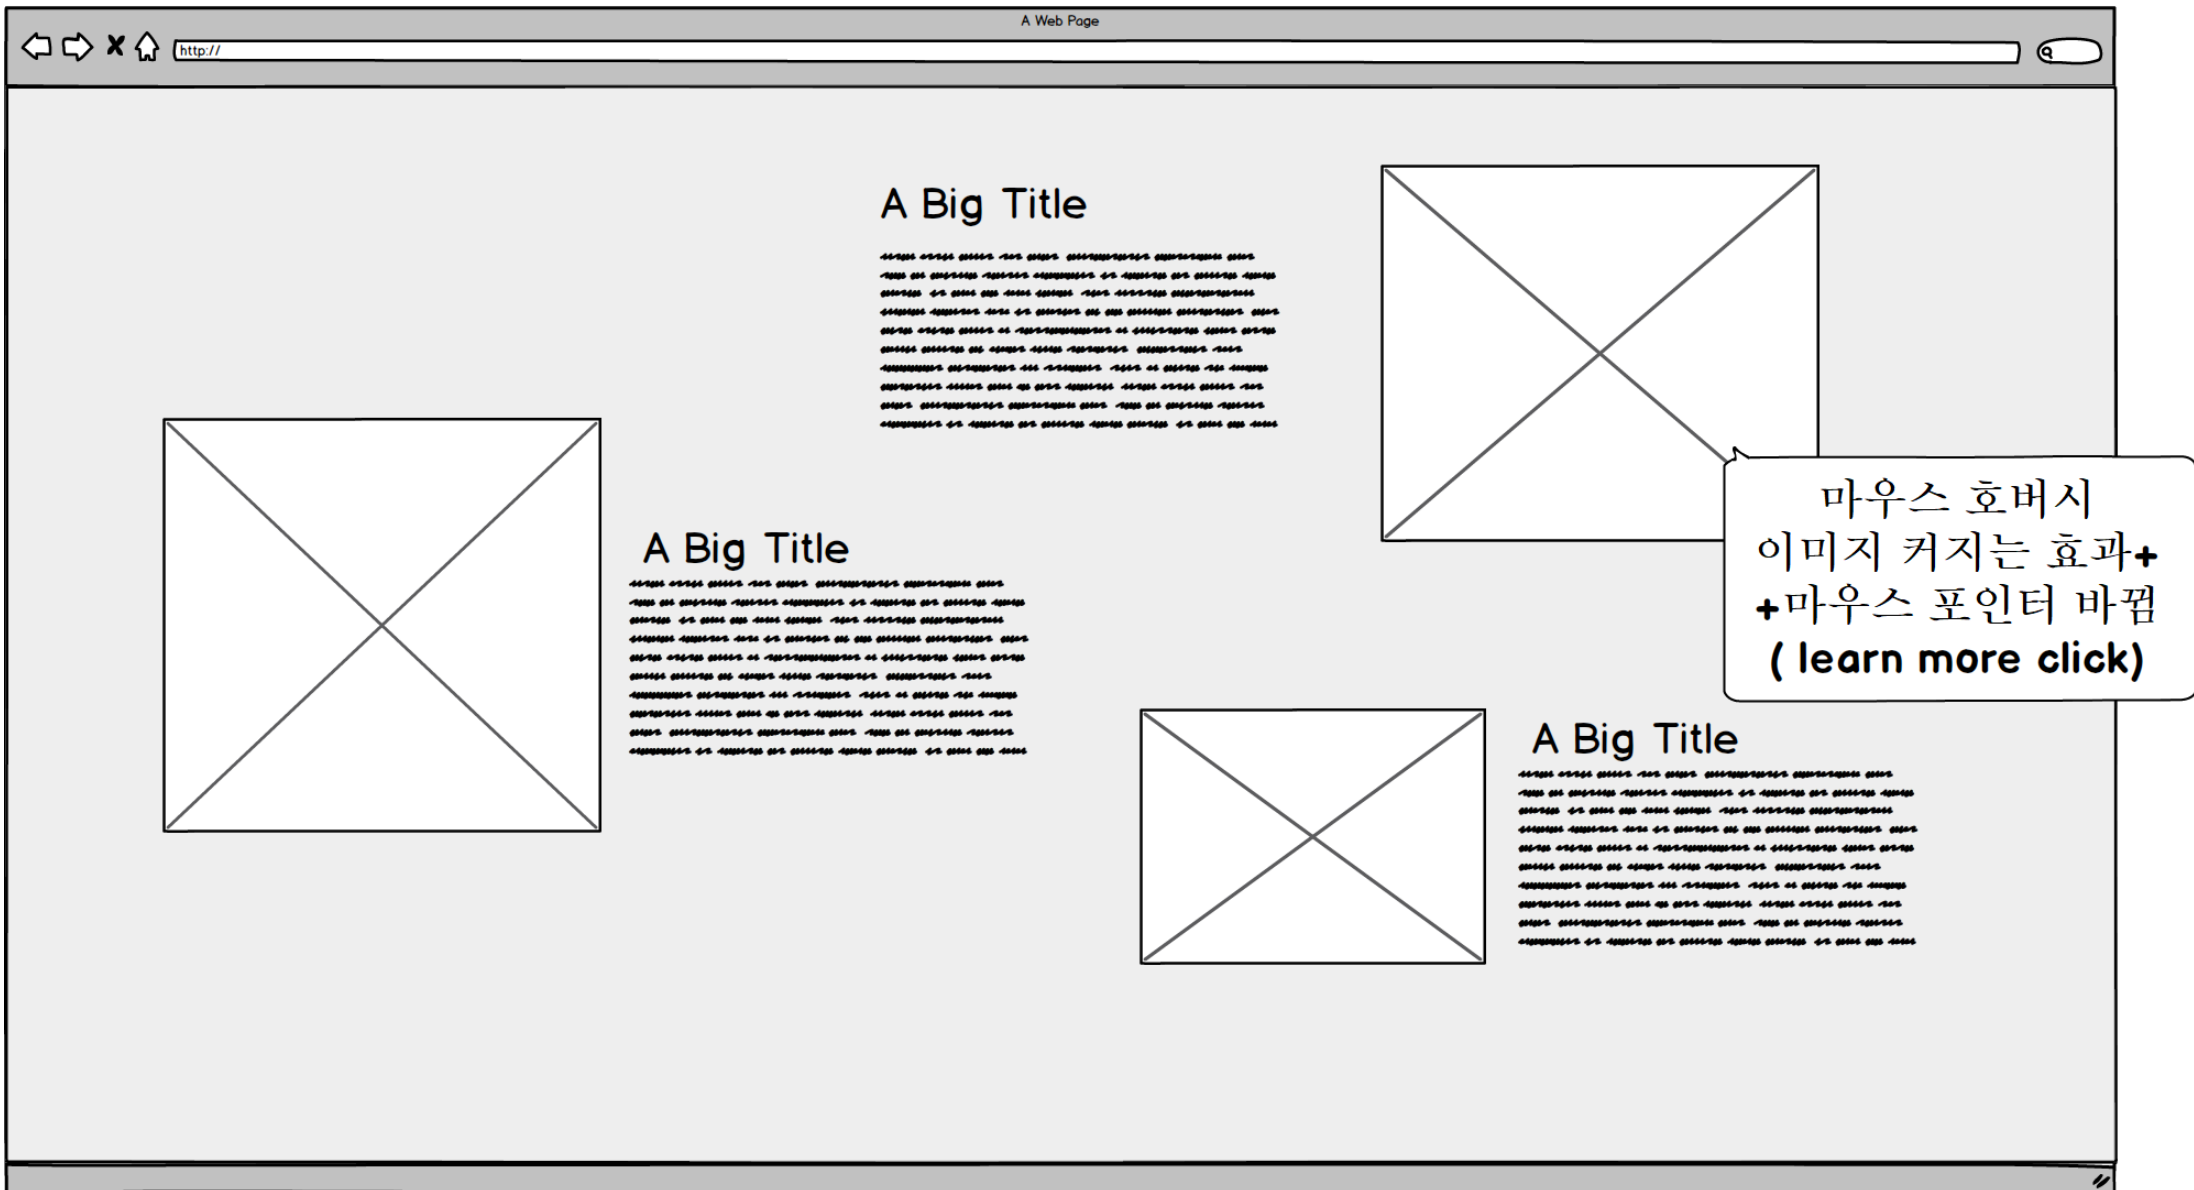 A Web Page
http://
A Big Title
A Big Title
A Big Title
마우스 호버시
이미지 커지는 효과+
+마우스 포인터 바뀜
( learn more click)